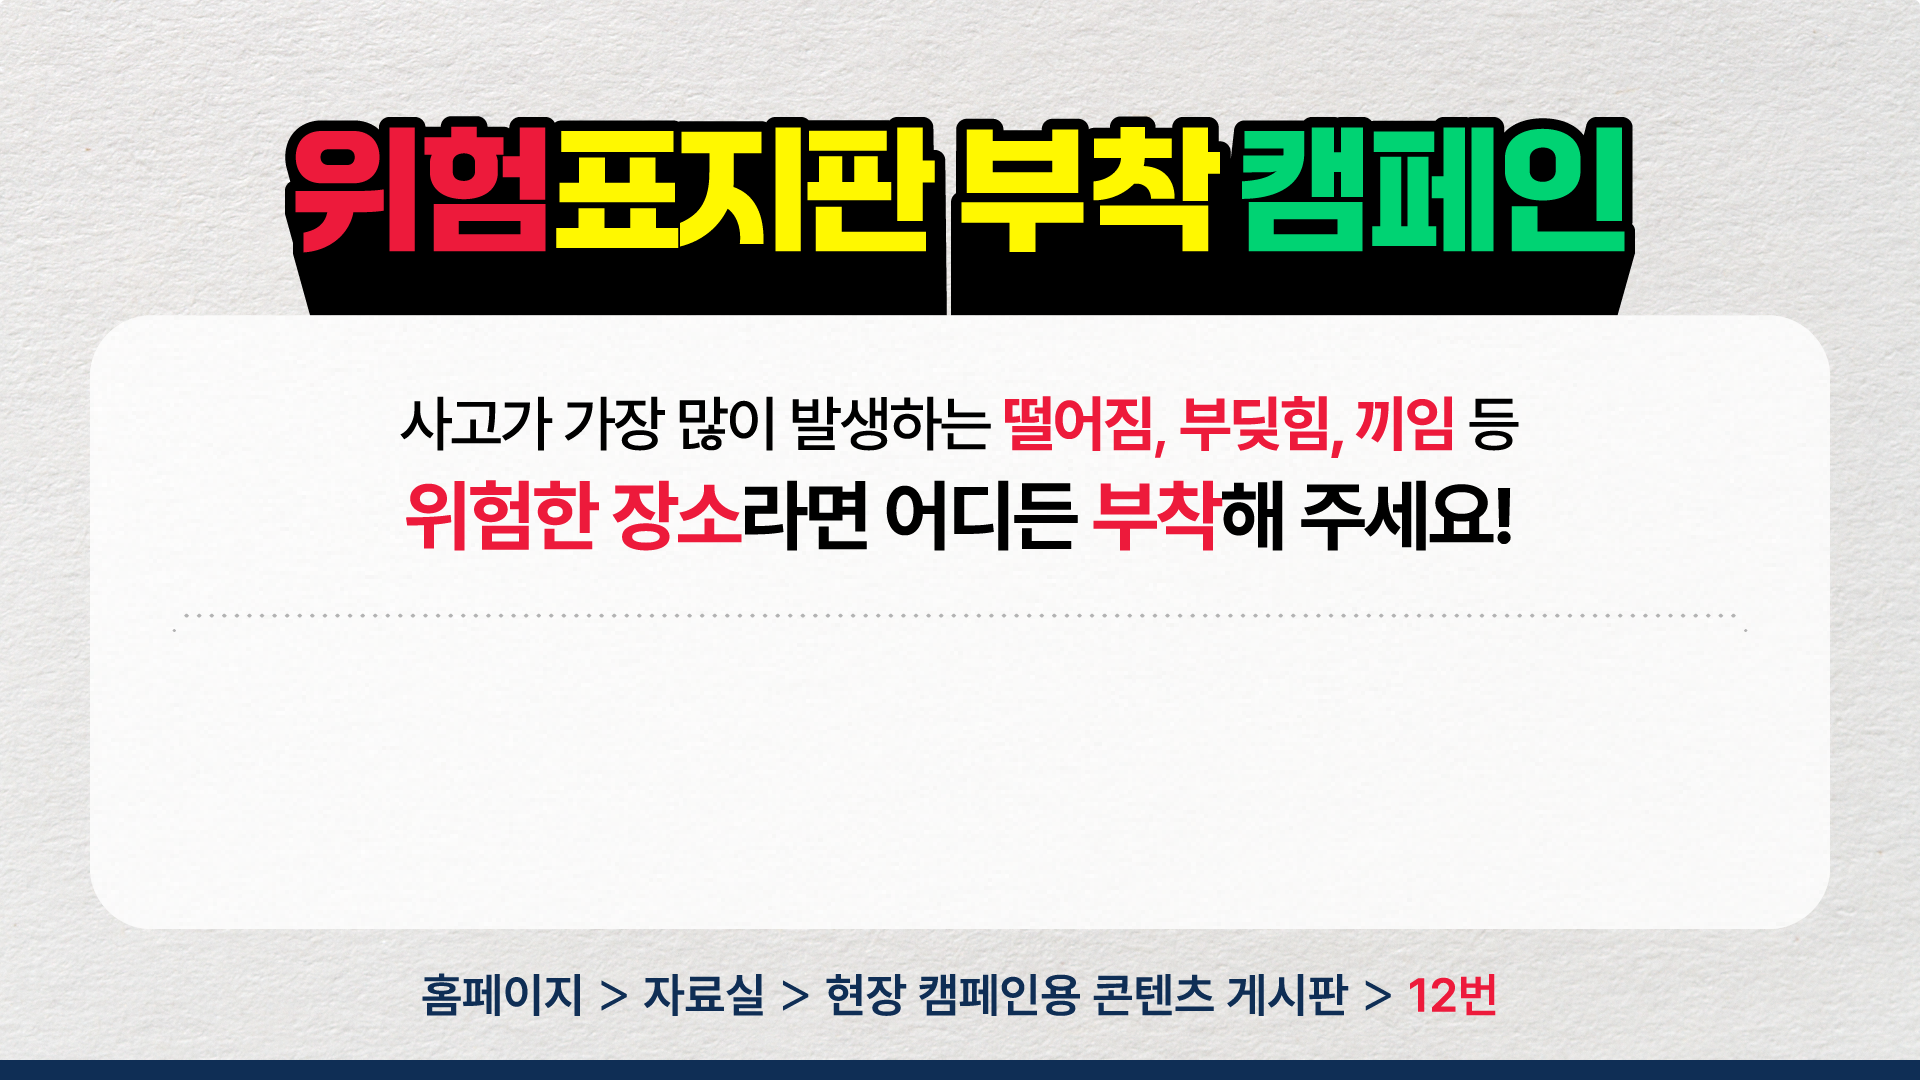 위험표지판 부착 캠페인
사고가 가장 많이 발생하는 떨어짐, 부딪힘, 끼임 등
위험한 장소라면 어디든 부착해 주세요!
홈페이지 > 자료실 > 현장 캠페인용 콘텐츠 게시판 > 12번